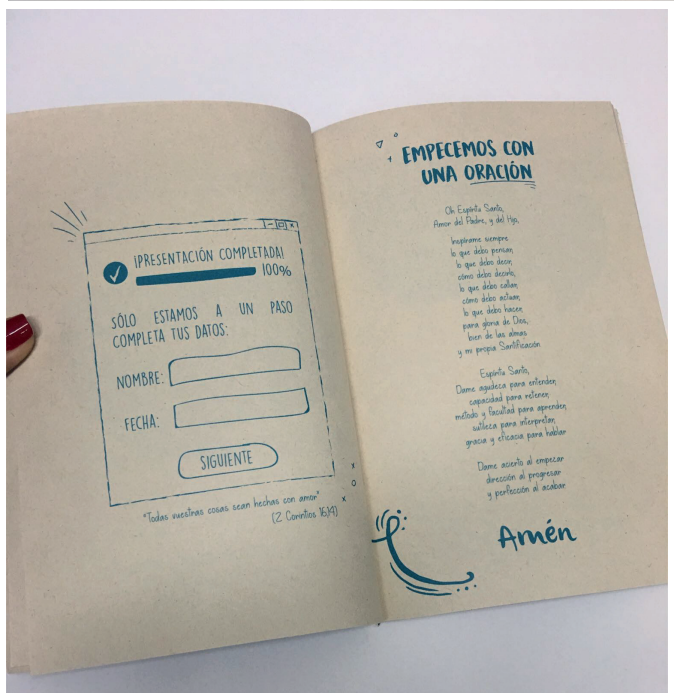 ¡PRESENTACIÓN COMPLETADA!
100%
SÓLO ESTAMOS A UN PASO
COMPLETA TUS DATOS:
NOMBRE:
FECHA:
SIGUIENTE
"Todas vuestras cosas sean hechas con amor"
(2 Corintios 16,14)
EMPECEMOS CON
UNA ORACIÓN
Oh Espíritu Santo,
Amor del Padre, y del Hijo,
Inspírame siempre
lo que debo pensar,
lo que debo decir,
cómo debo decirlo,
lo que debo callar,
cómo debo actuar,
lo que debo hacer,
para gloria de Dios,
bien de las almas
y mi propia Santificación
Espíritu Santo,
Dame agudeza para entender,
capacidad para retener,
método y facultad para aprender,
sutileza para interpretar,
gracia y eficacia para hablar
Dame acierto al empezar
dirección al progresar
y perfección al acabar
Amén